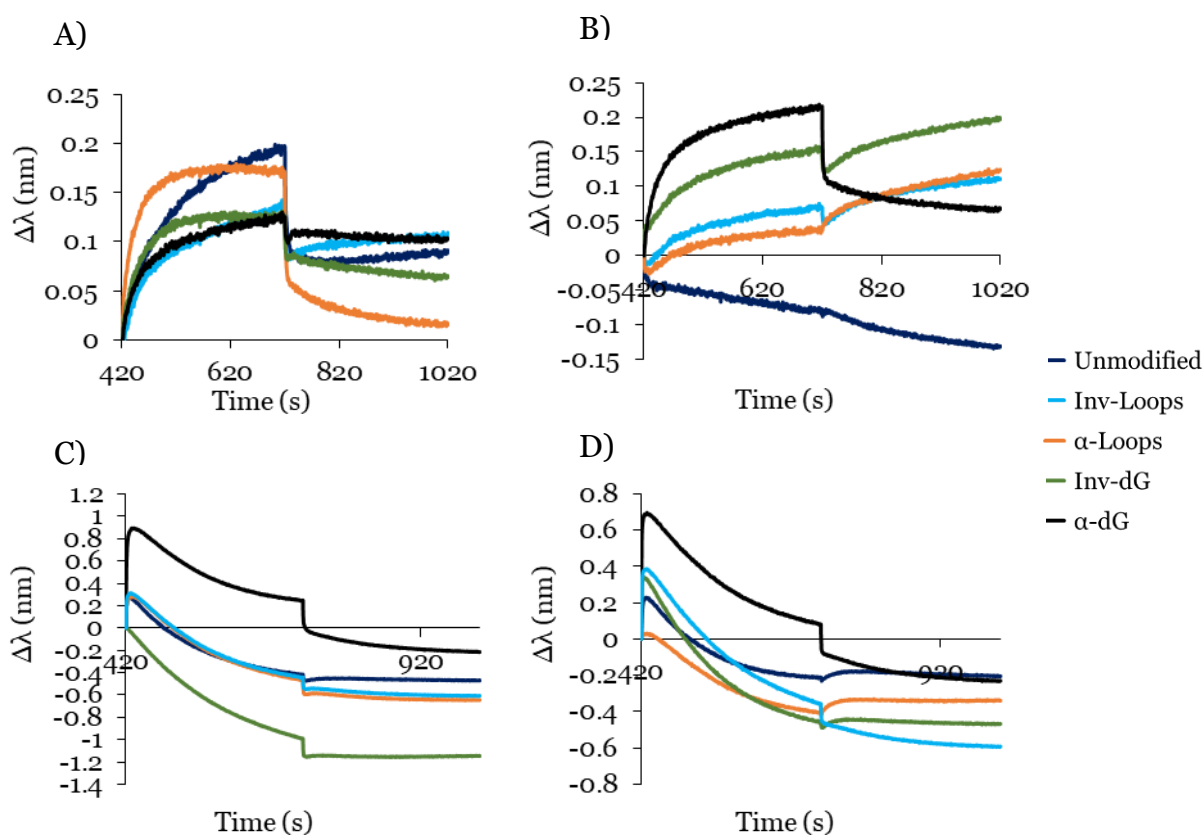 A)
0.25
0.2
0.15
0.1
0.05
0
420 620 820 1020
Δλ (nm)
Time (s)
B)
0.25
0.2
0.15
0.1
0.05
0
-0.05
-0.1
-0.15
420 620 820 1020
Δλ (nm)
Time (s)
Unmodified
Inv-Loops
α-Loops
Inv-dG
α-dG
C)
1.2
1
0.8
0.6
0.4
0.2
0
-0.2
-0.4
-0.6
-0.8
-1
-1.2
-1.4
420 920
Δλ (nm)
Time (s)
D)
0.8
0.6
0.4
0.2
0
-0.2
-0.4
-0.6
-0.8
420 920
Δλ (nm)
Time (s)